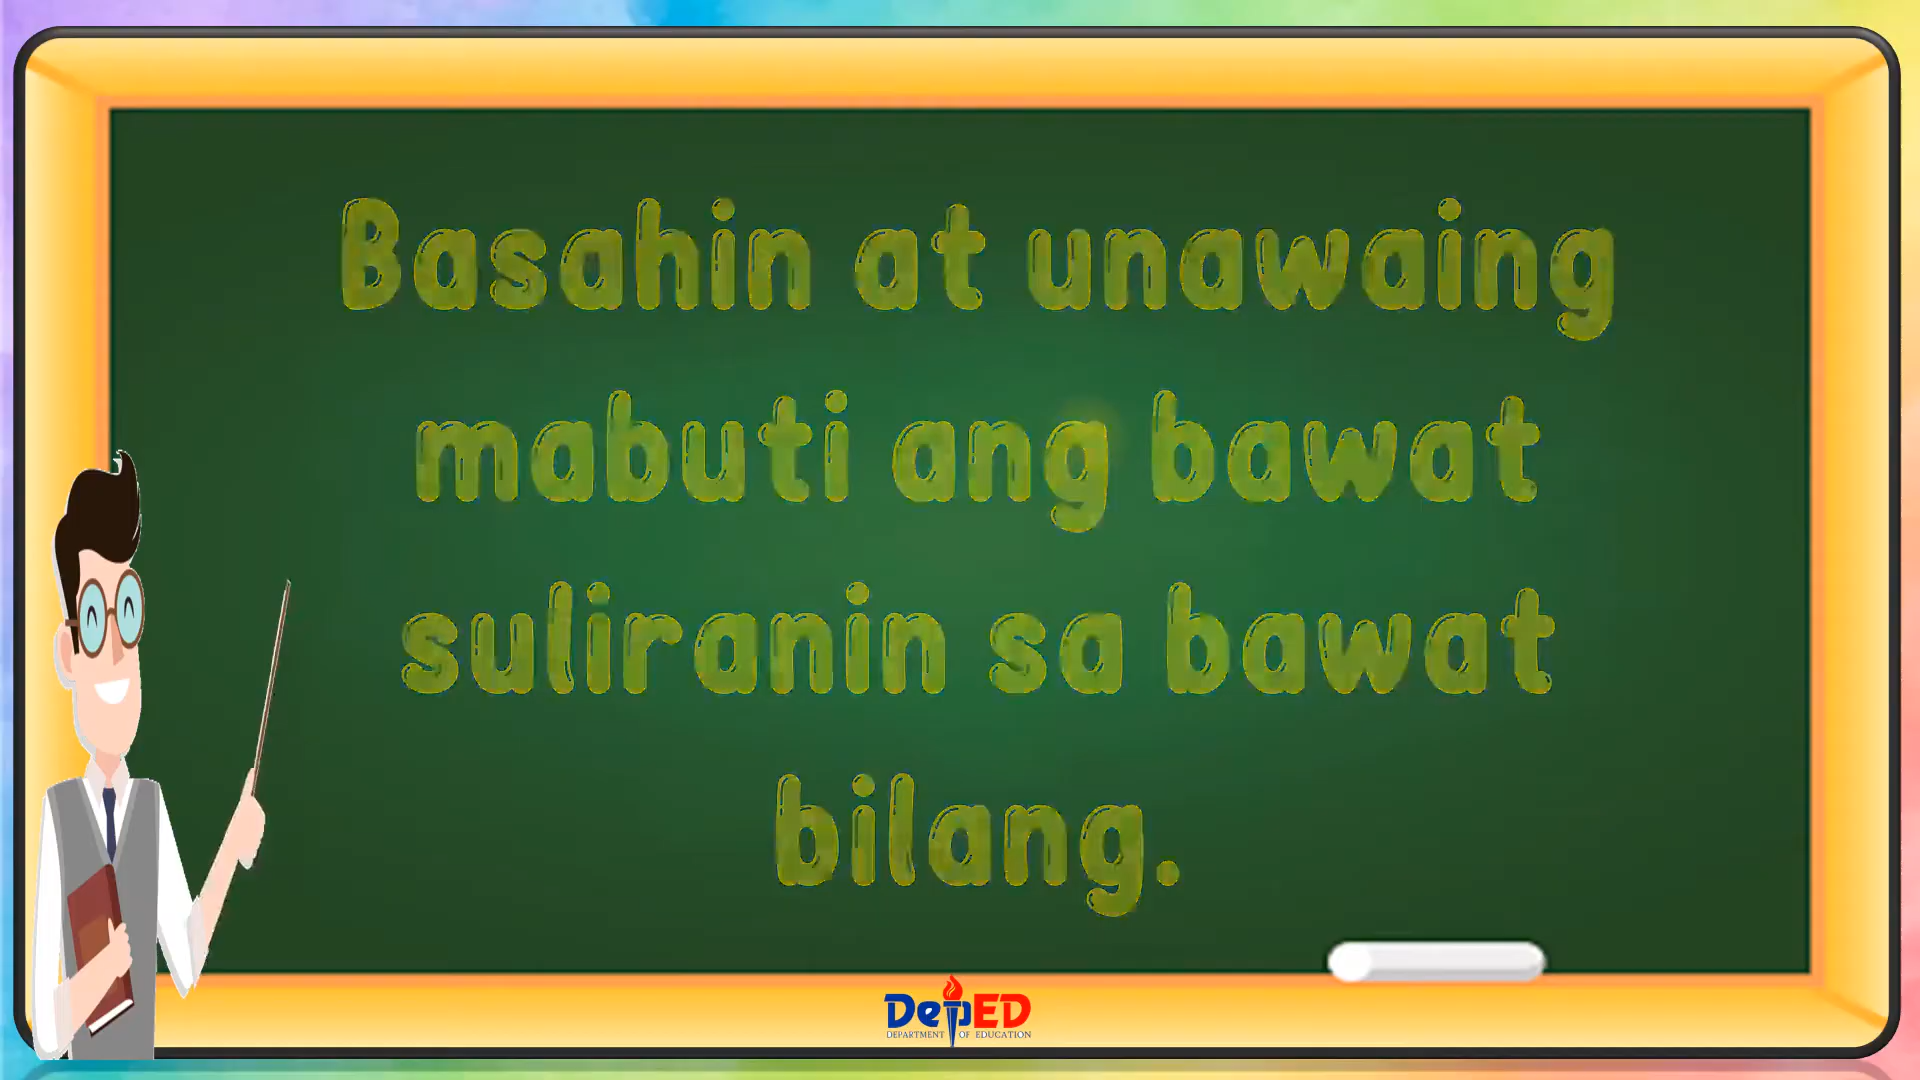 Basahin at unawaing
mabuti ang bawat
suliranin sa bawat
bilang.
DepED
DEPARTMENT OF EDUCATION